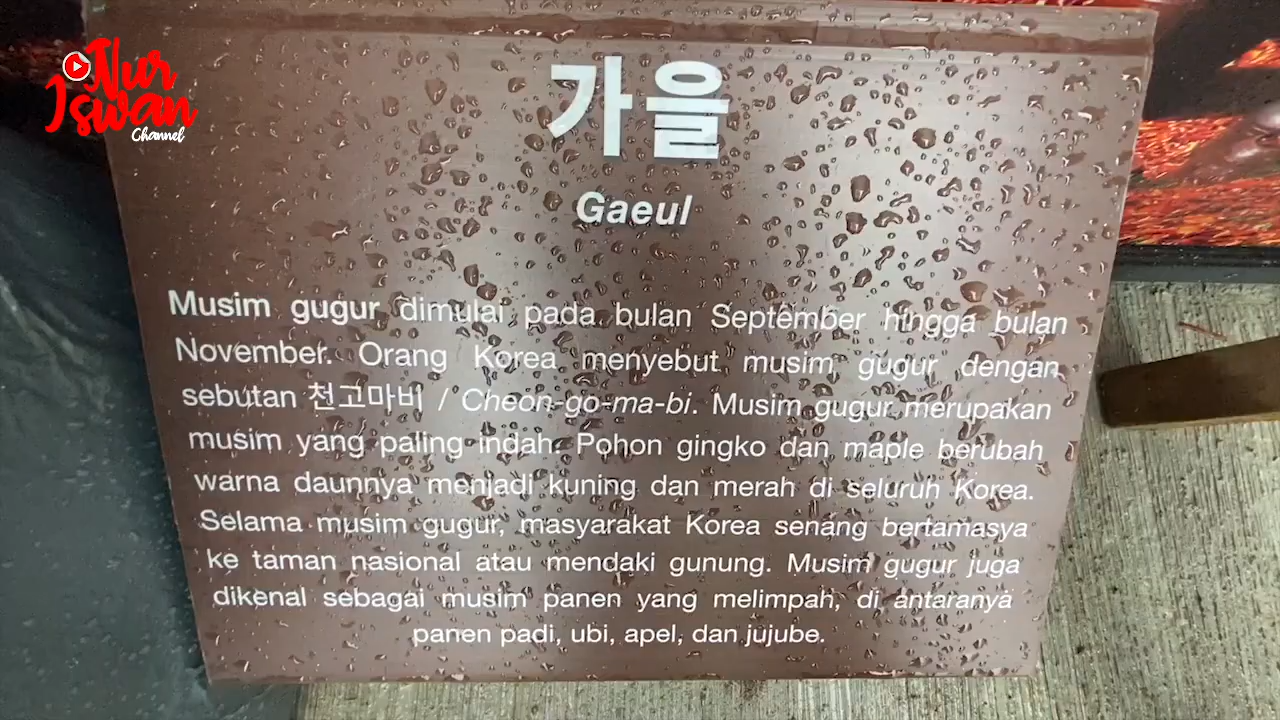 Nur
Iswan
Channel
가을
Gaeul
Musim gugur dimulai pada bulan September hingga bulan
November. Orang Korea menyebut musim gugur dengan
sebutan 천고마비 / Cheon-go-ma-bi. Musim gugur merupakan
musim yang paling indah. Pohon gingko dan maple berubah
warna daunnya menjadi kuning dan merah di seluruh Korea.
Selama musim gugur, masyarakat Korea senang bertamasya
ke taman nasional atau mendaki gunung. Musim gugur juga
dikenal sebagai musim panen yang melimpah, di antaranya
panen padi, ubi, apel, dan jujube.